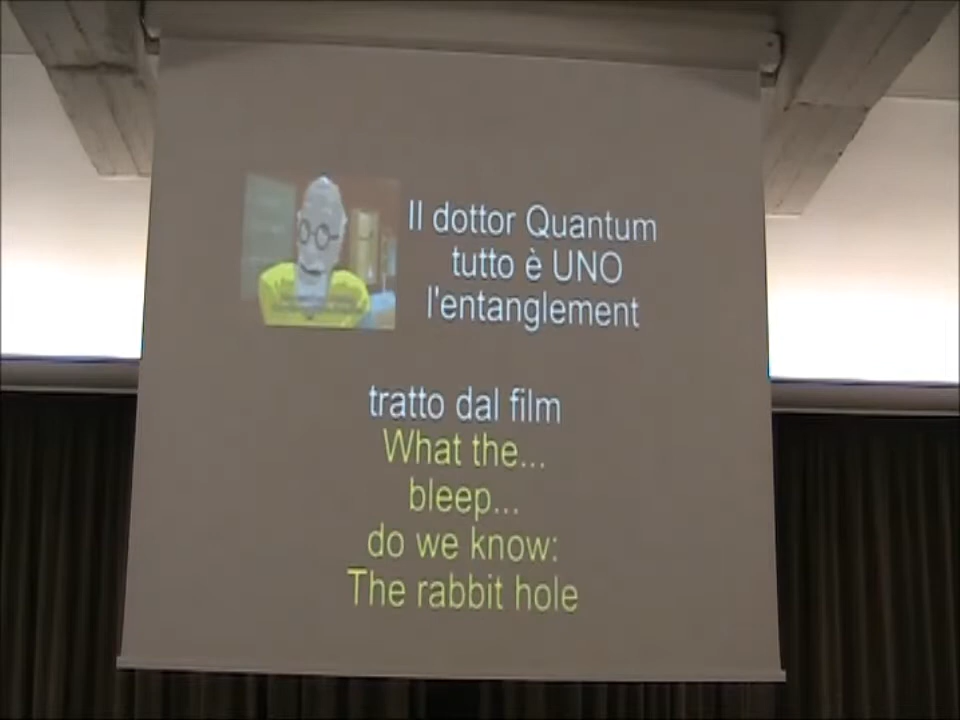 Il dottor Quantum
tutto è UNO
l'entanglement
tratto dal film
What the...
bleep...
do we know:
The rabbit hole